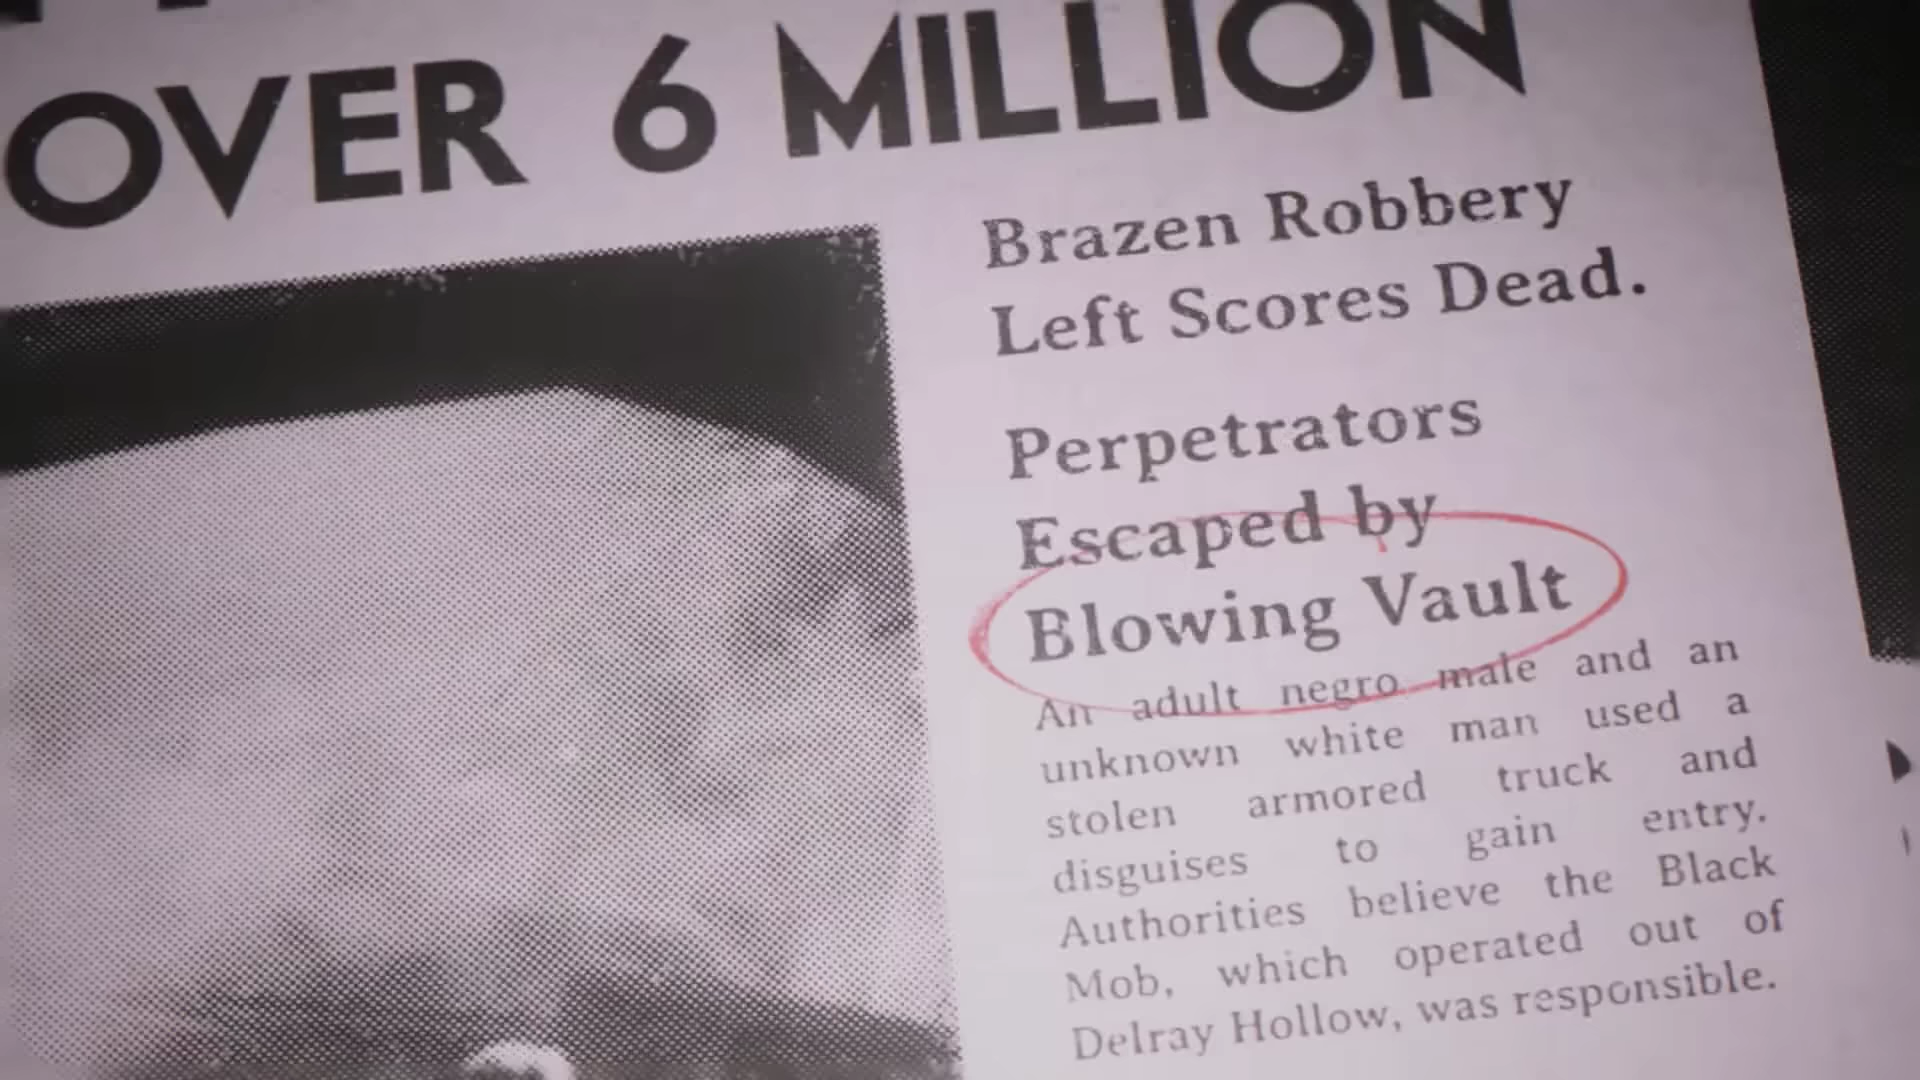 OVER 6 MILLION
Brazen Robbery
Left Scores Dead.
Perpetrators
Escaped by
Blowing Vault
An adult negro male and an
unknown white man used a
stolen armored truck and
disguises to gain entry.
Authorities believe the Black
Mob, which operated out of
Delray Hollow, was responsible.